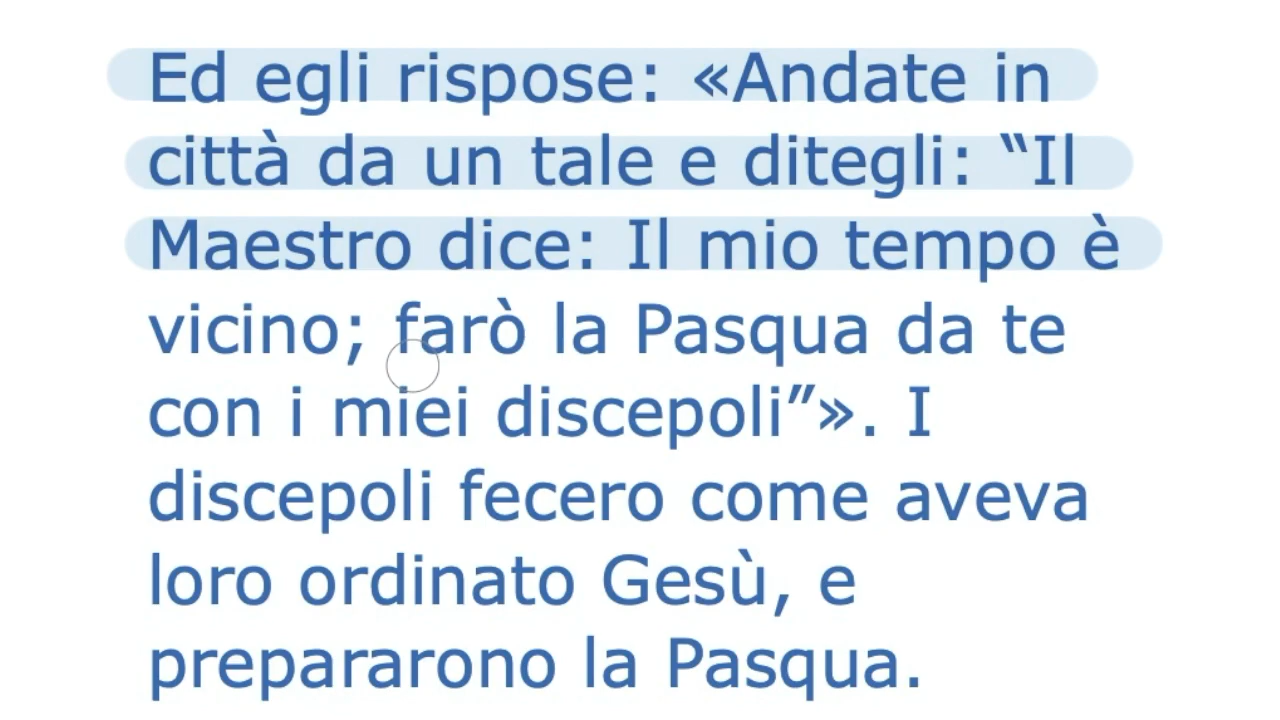 Ed egli rispose: «Andate in
città da un tale e ditegli: “Il
Maestro dice: Il mio tempo è
vicino; farò la Pasqua da te
con i miei discepoli”». I
discepoli fecero come aveva
loro ordinato Gesù, e
prepararono la Pasqua.